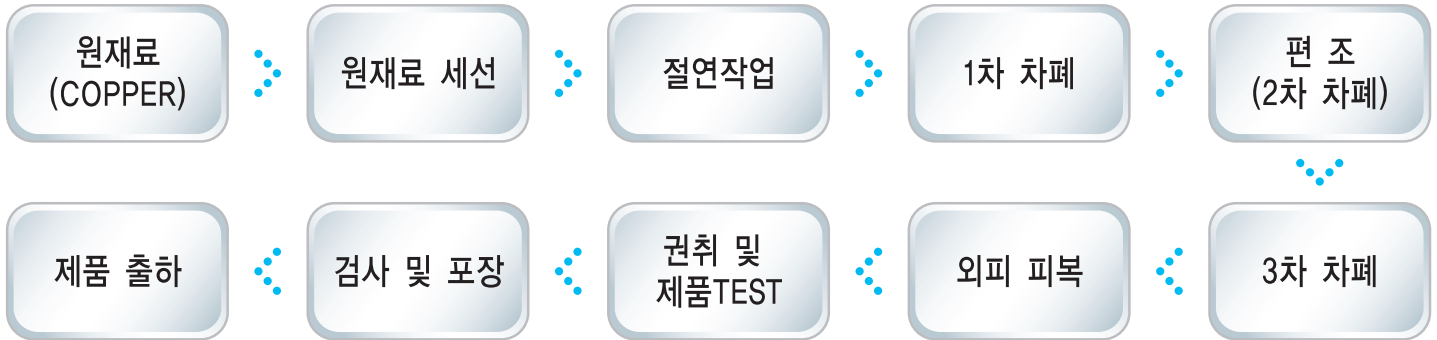 원재료
(COPPER)
원재료 세선
절연작업
1차 차폐
편 조
(2차 차폐)
3차 차폐
외피 피복
권취 및
제품TEST
검사 및 포장
제품 출하